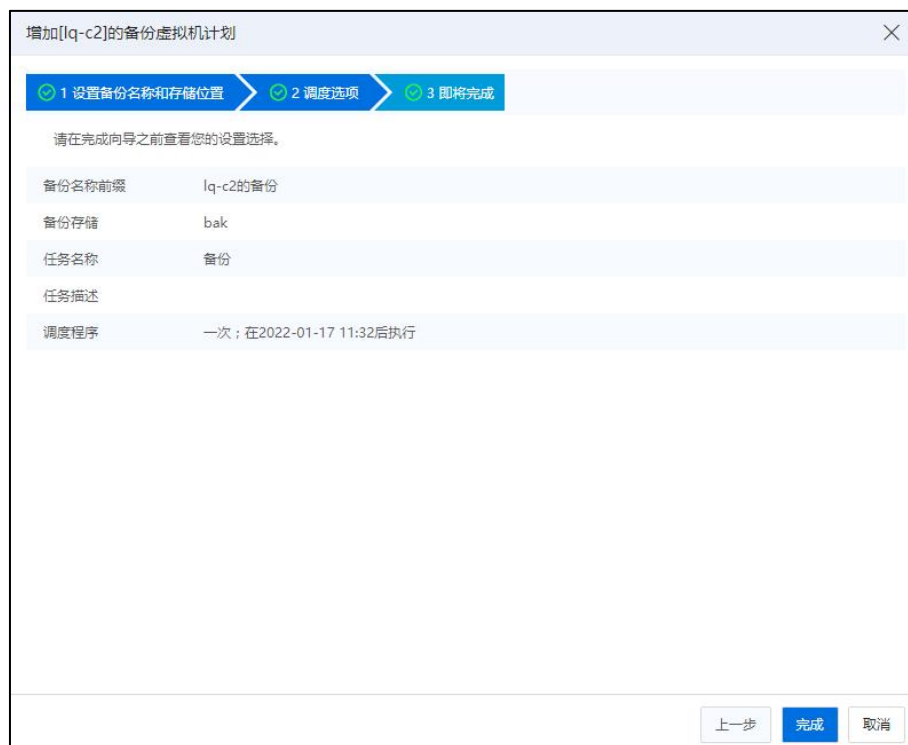 增加[lq-c2]的备份虚拟机计划
1 设置备份名称和存储位置 2 调度选项 3 即将完成
请在完成向导之前查看您的设置选择。
备份名称前缀 lq-c2的备份
备份存储 bak
任务名称 备份
任务描述
调度程序 一次；在2022-01-17 11:32后执行
上一步 完成 取消